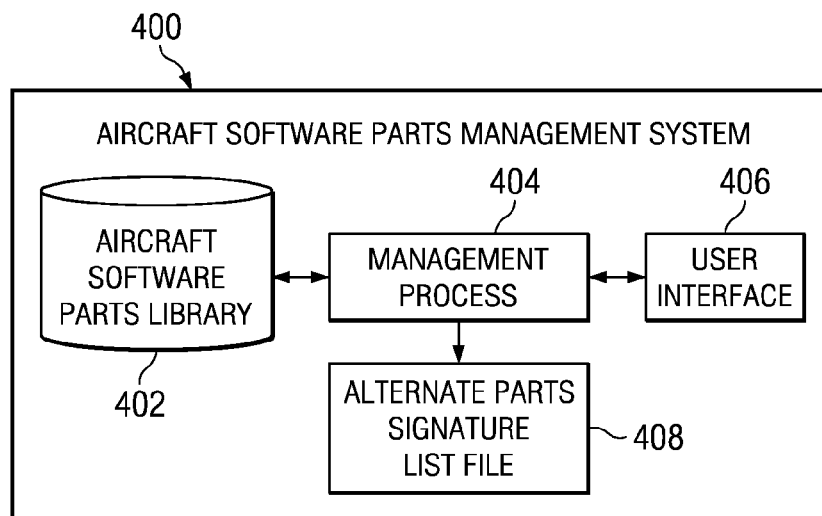 400
AIRCRAFT SOFTWARE PARTS MANAGEMENT SYSTEM
AIRCRAFT
SOFTWARE
PARTS LIBRARY
402
404
MANAGEMENT
PROCESS
406
USER
INTERFACE
ALTERNATE PARTS
SIGNATURE
LIST FILE
408